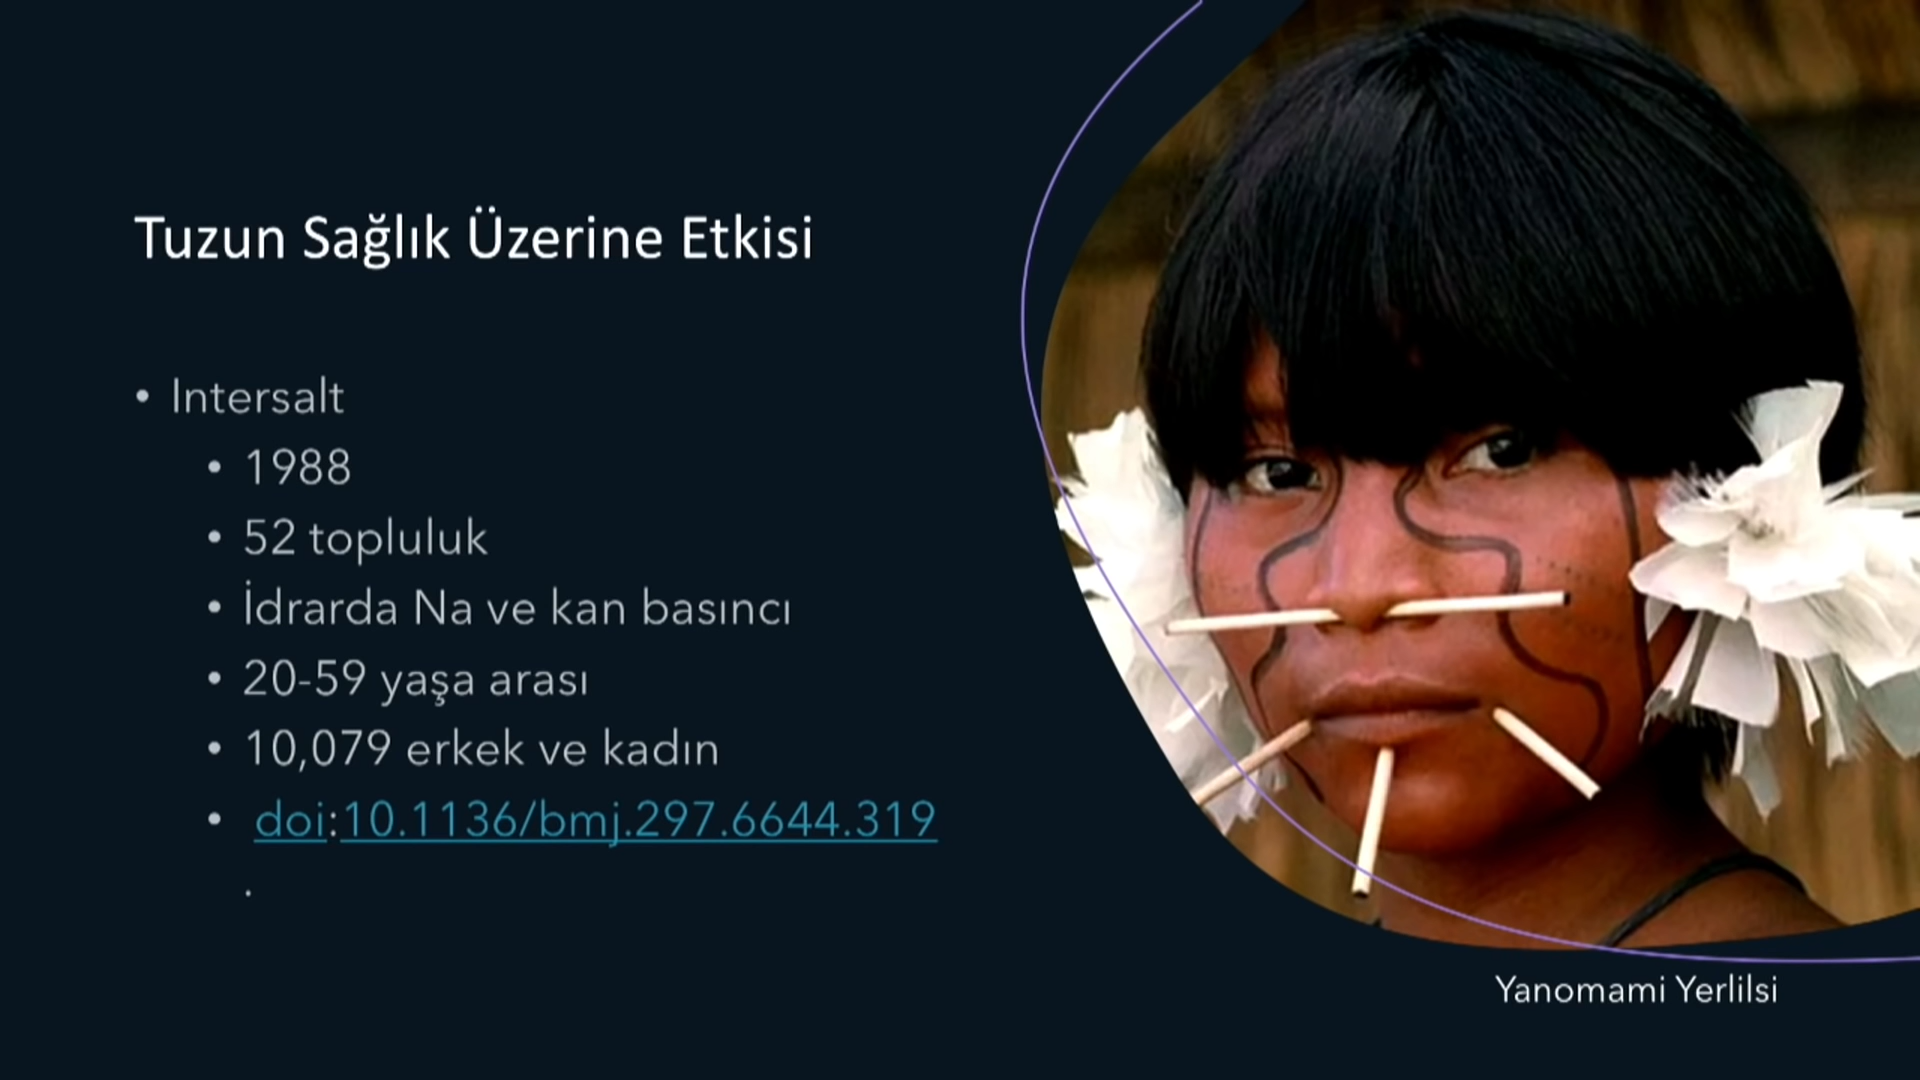 Tuzun Sağlık Üzerine Etkisi
• Intersalt
• 1988
• 52 topluluk
• İdrarda Na ve kan basıncı
• 20-59 yaşa arası
• 10,079 erkek ve kadın
• doi:10.1136/bmj.297.6644.319
.
Yanomami Yerlilsi